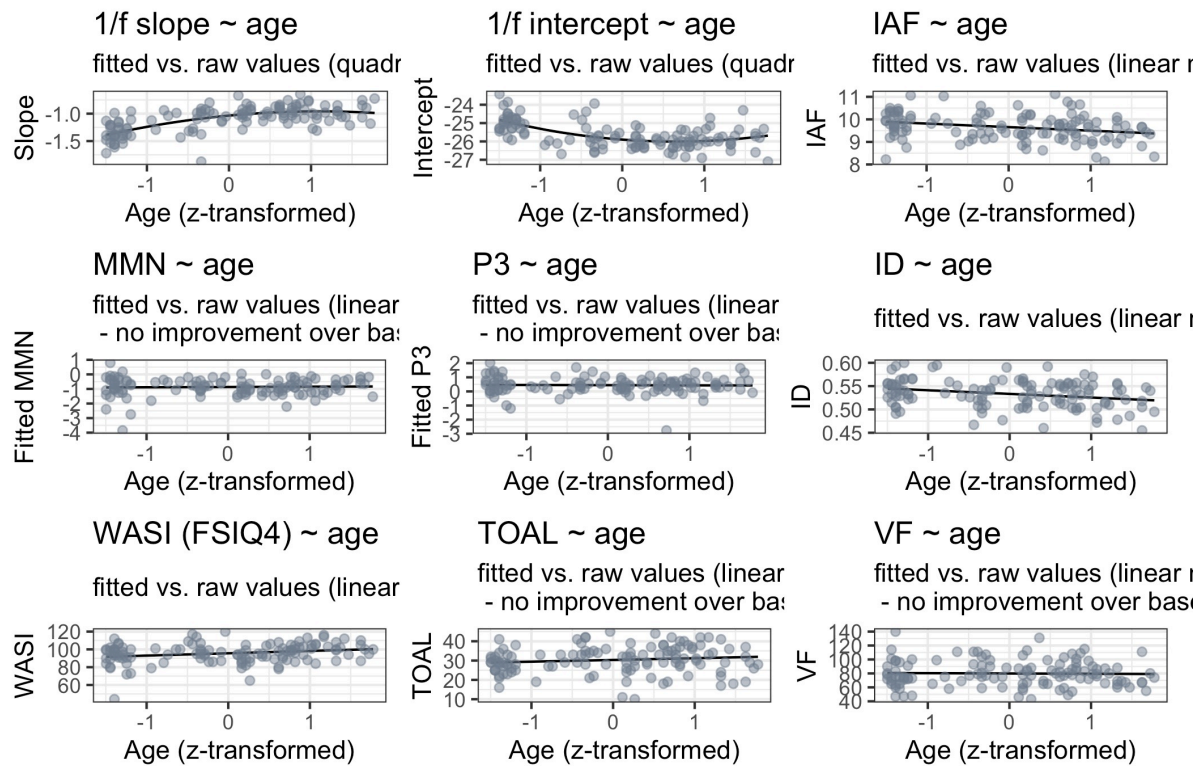 1/f slope ~ age
fitted vs. raw values (quadr
Slope
-1.0
-1.5
-1 0 1
Age (z-transformed)
1/f intercept ~ age
fitted vs. raw values (quadr
Intercept
-24
-25
-26
-27
-1 0 1
Age (z-transformed)
IAF ~ age
fitted vs. raw values (linear r
IAF
11
10
9
8
-1 0 1
Age (z-transformed)
MMN ~ age
fitted vs. raw values (linear
- no improvement over bas
Fitted MMN
1
0
-1
-2
-3
-4
-1 0 1
Age (z-transformed)
P3 ~ age
fitted vs. raw values (linear
- no improvement over bas
Fitted P3
2
1
0
-1
-2
-3
-1 0 1
Age (z-transformed)
ID ~ age
fitted vs. raw values (linear r
ID
0.60
0.55
0.50
0.45
-1 0 1
Age (z-transformed)
WASI (FSIQ4) ~ age
fitted vs. raw values (linear
WASI
120
100
80
60
-1 0 1
Age (z-transformed)
TOAL ~ age
fitted vs. raw values (linear
- no improvement over bas
TOAL
40
30
20
10
-1 0 1
Age (z-transformed)
VF ~ age
fitted vs. raw values (linear r
- no improvement over base
VF
140
120
100
80
60
40
-1 0 1
Age (z-transformed)